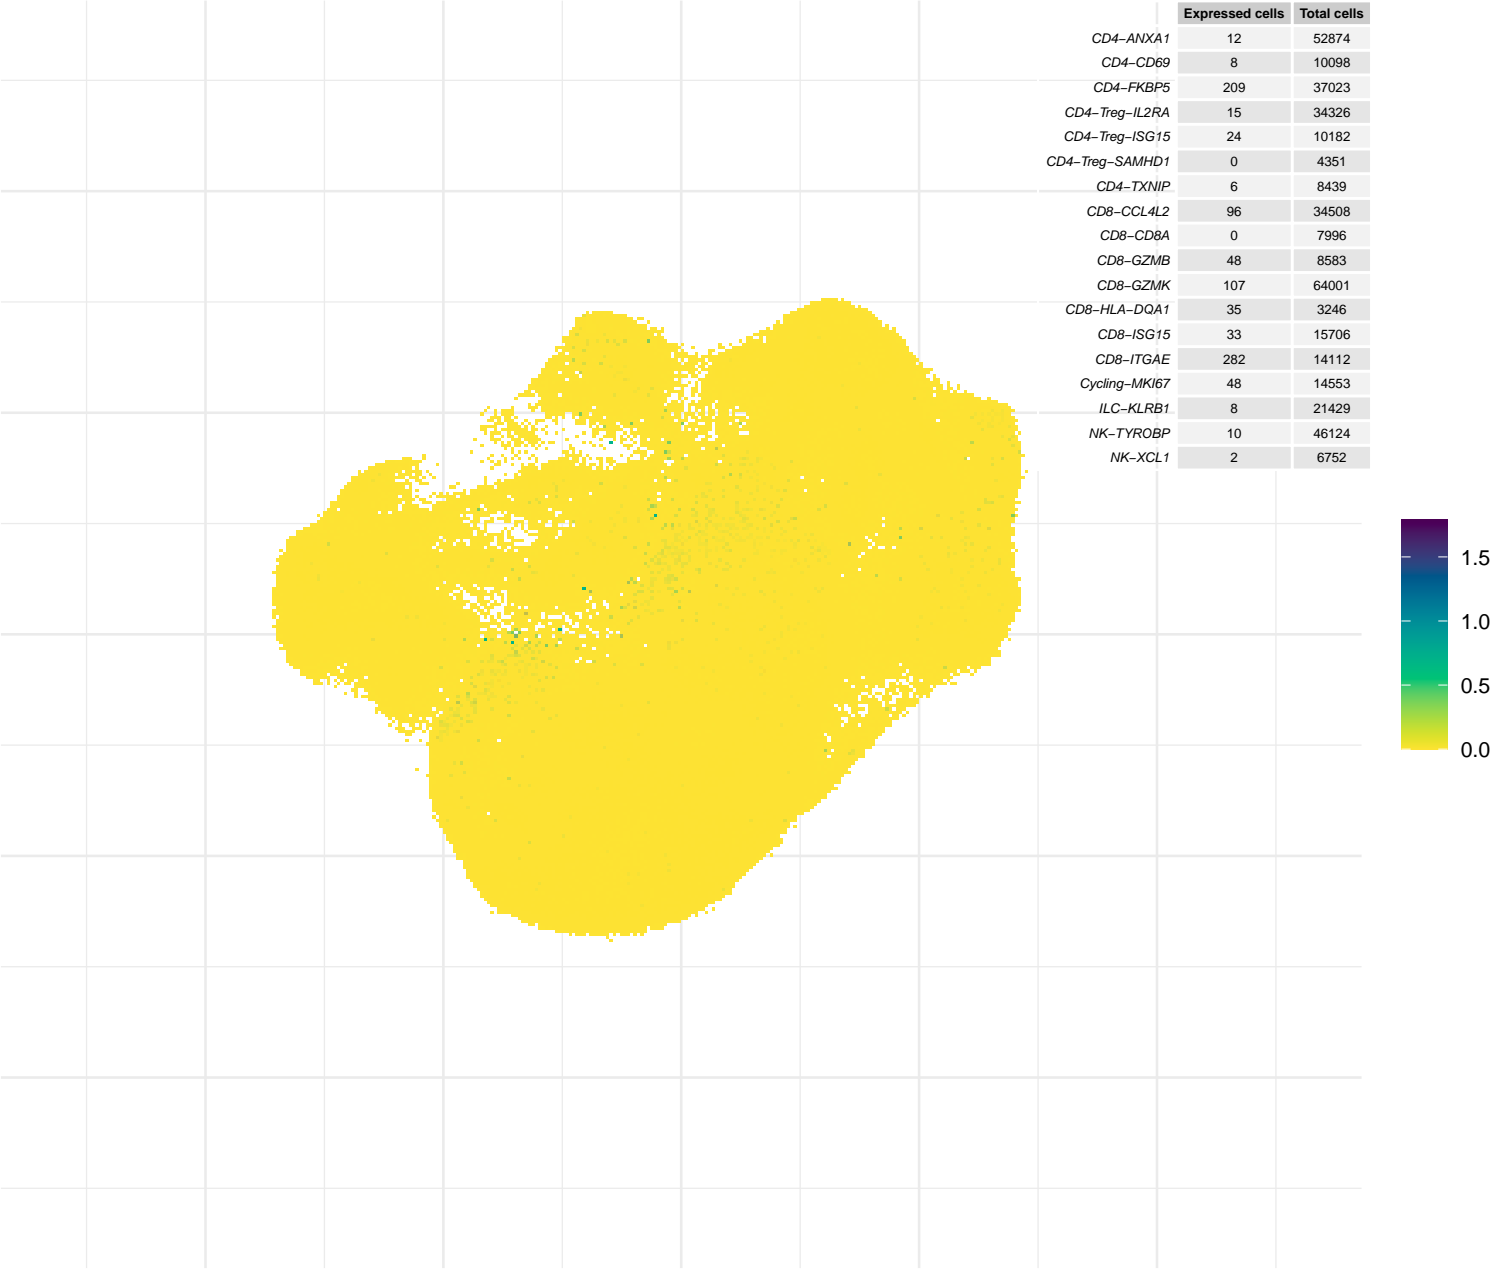 Expressed cells Total cells
CD4−ANXA1 12 52874
CD4−CD69 8 10098
CD4−FKBP5 209 37023
CD4−Treg−IL2RA 15 34326
CD4−Treg−ISG15 24 10182
CD4−Treg−SAMHD1 0 4351
CD4−TXNIP 6 8439
CD8−CCL4L2 96 34508
CD8−CD8A 0 7996
CD8−GZMB 48 8583
CD8−GZMK 107 64001
CD8−HLA−DQA1 35 3246
CD8−ISG15 33 15706
CD8−ITGAE 282 14112
Cycling−MKI67 48 14553
ILC−KLRB1 8 21429
NK−TYROBP 10 46124
NK−XCL1 2 6752
1.5
1.0
0.5
0.0